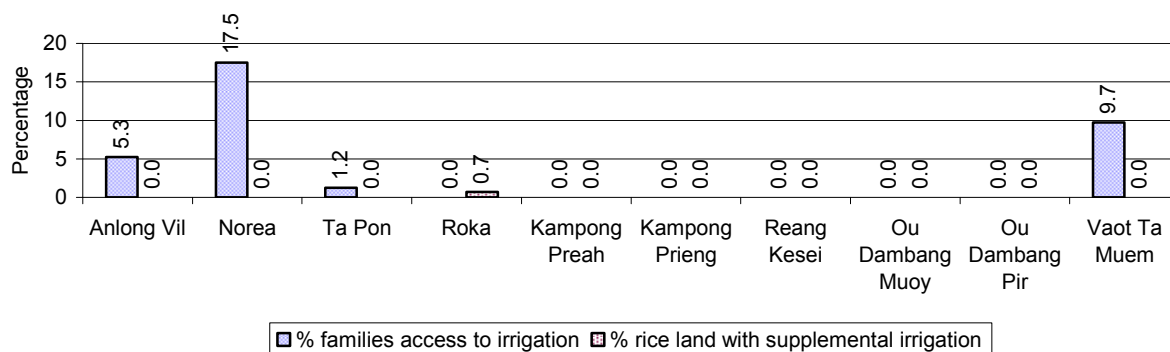 Percentage
20
15
10
5
0
5.3
0.0
17.5
0.0
1.2
0.0
0.0
0.7
0.0
0.0
0.0
0.0
0.0
0.0
0.0
0.0
0.0
0.0
9.7
0.0
Anlong Vil
Norea
Ta Pon
Roka
Kampong
Preah
Kampong
Prieng
Reang
Kesei
Ou
Dambang
Muoy
Ou
Dambang
Pir
Vaot Ta
Muem
% families access to irrigation
% rice land with supplemental irrigation